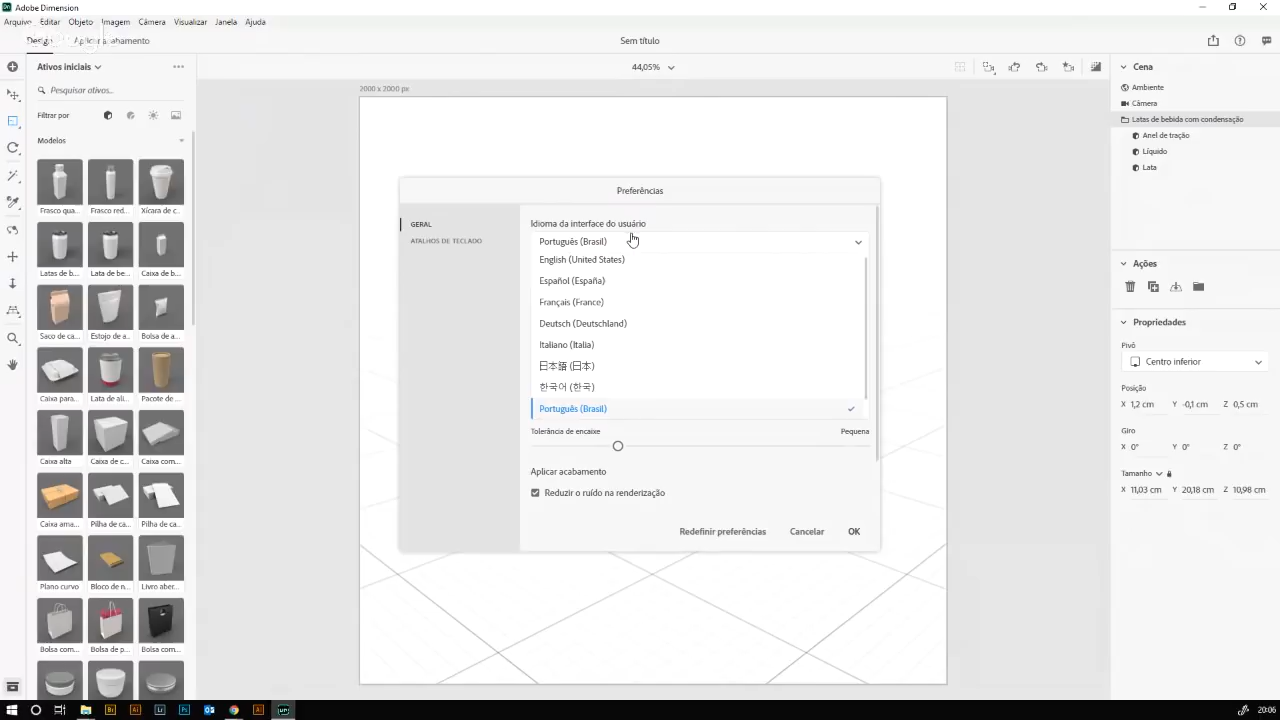 Adobe Dimension
Arquivo Editar Objeto Imagem Câmera Visualizar Janela Ajuda
Design Aplicar acabamento Sem título
Ativos iniciais
44,05%
Cena
Pesquisar ativos...
2000 x 2000 px
Ambiente
Câmera
Filtrar por
Latas de bebida com condensação
Modelos
Anel de tração
Líquido
Lata
Frasco qua... Frasco red... Xícara de c...
Latas de b... Lata de be... Caixa de b...
Saco de ca... Estojo de a... Bolsa de a...
Caixa para... Lata de ali... Pacote de ...
Caixa alta Caixa de c... Caixa com...
Caixa ama... Pilha de ca... Pilha de ca...
Plano curvo Bloco de n... Livro aber...
Bolsa com... Bolsa de p... Bolsa com...
Preferências
GERAL
ATALHOS DE TECLADO
Idioma da interface do usuário
Português (Brasil)
English (United States)
Español (España)
Français (France)
Deutsch (Deutschland)
Italiano (Italia)
日本語 (日本)
한국어 (한국)
Português (Brasil)
Tolerância de encaixe Pequena
Aplicar acabamento
Reduzir o ruído na renderização
Redefinir preferências Cancelar OK
Ações
Propriedades
Pivô
Centro inferior
Posição
X 1,2 cm Y -0,1 cm Z 0,5 cm
Giro
X 0° Y 0° Z 0°
Tamanho
X 11,03 cm Y 20,18 cm Z 10,98 cm
20:06